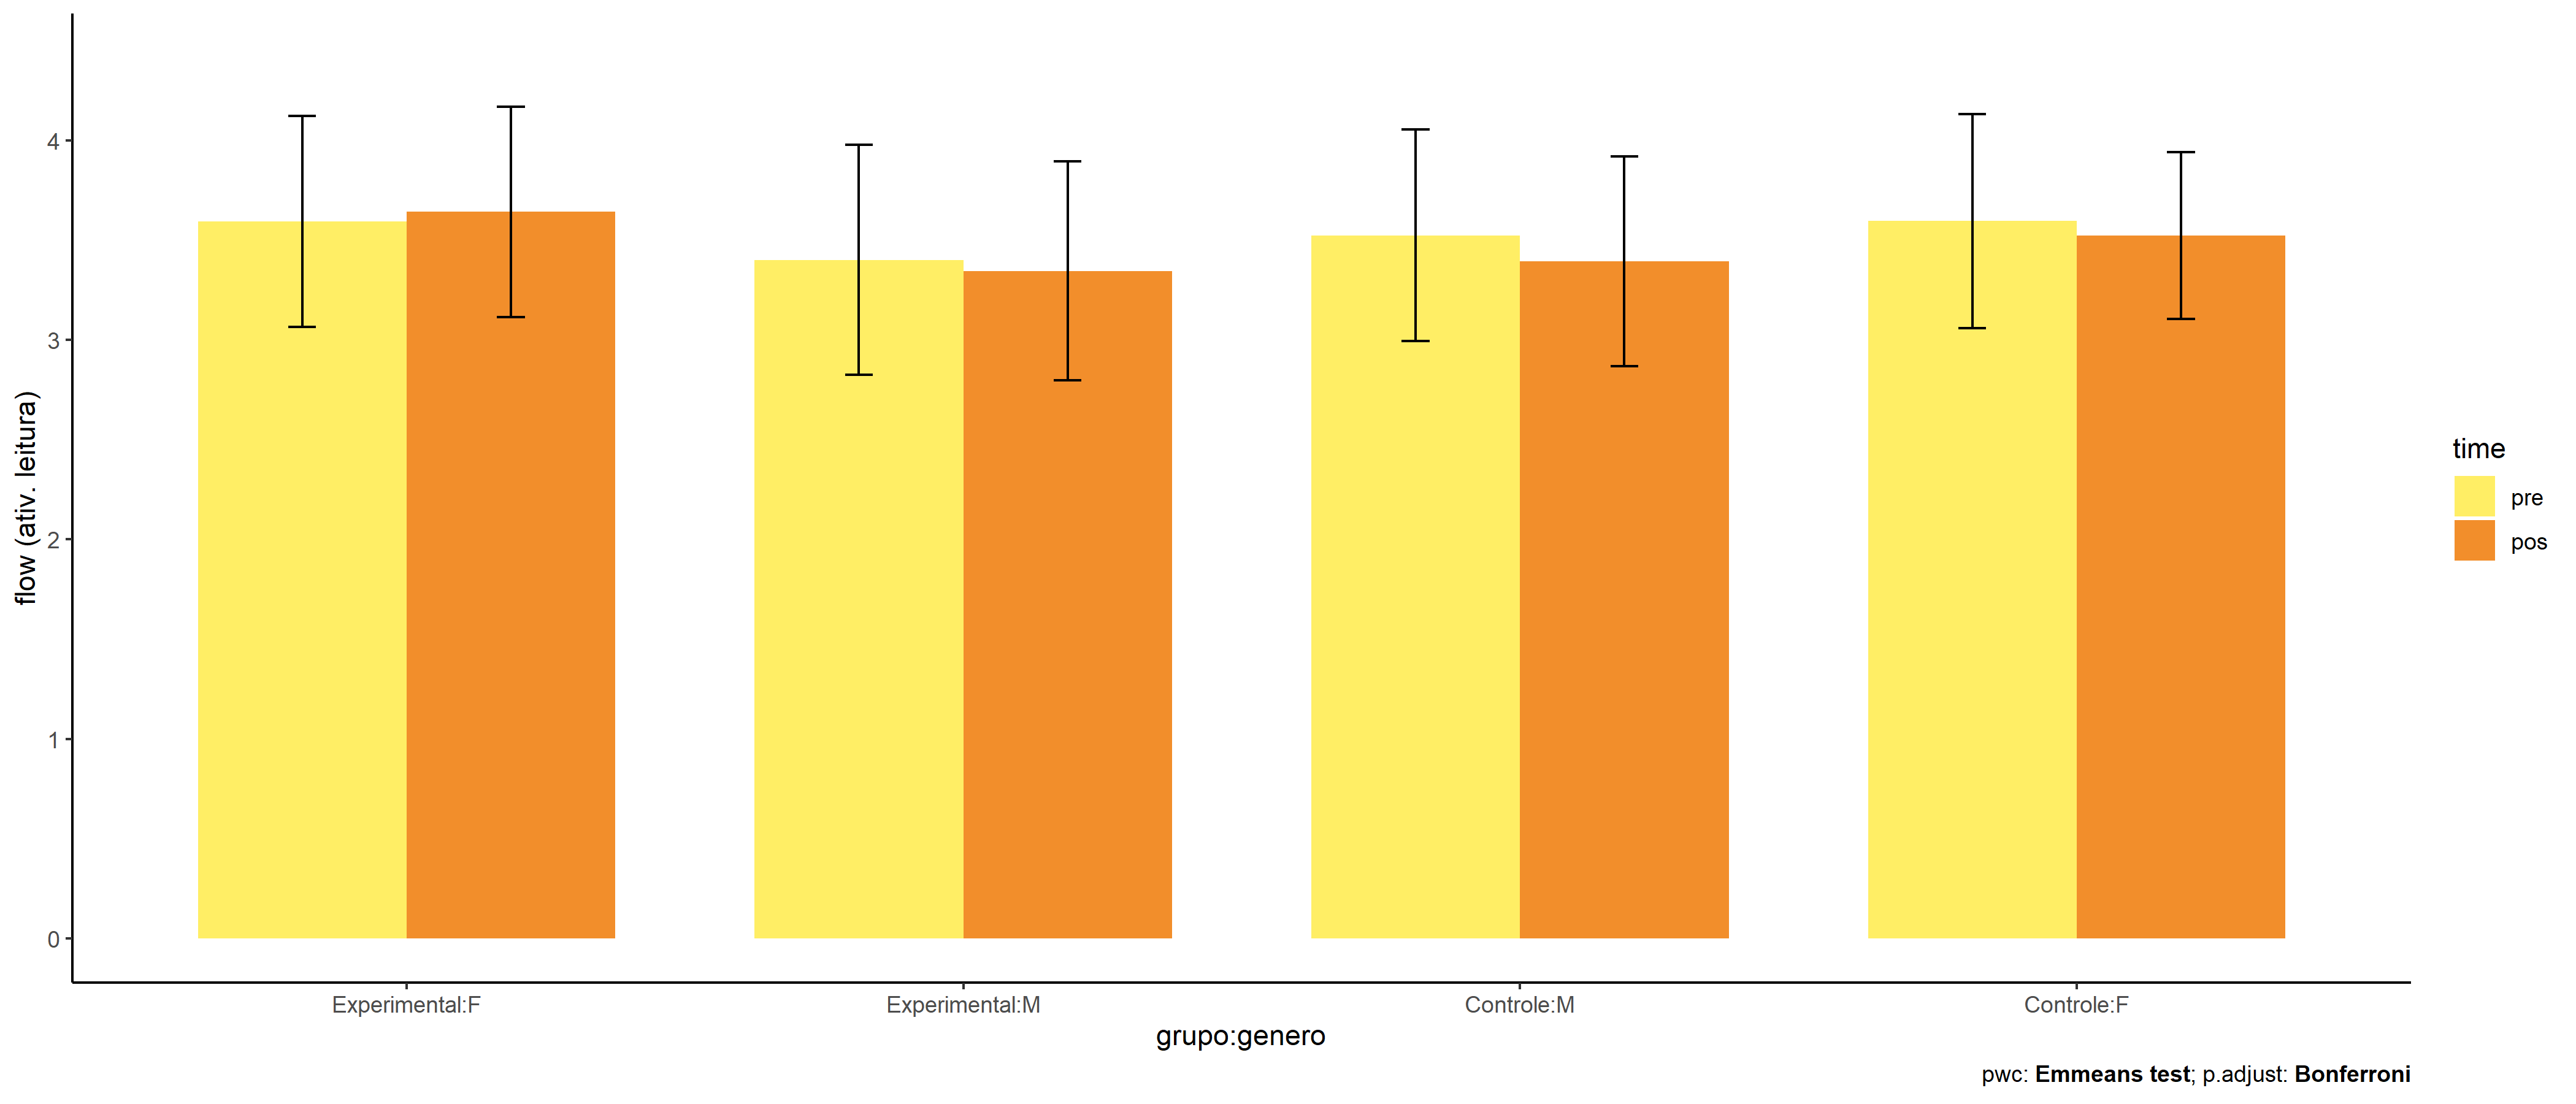 flow (ativ. leitura)
4
3
2
1
0
Experimental:F
Experimental:M
Controle:M
Controle:F
grupo:genero
time
pre
pos
pwc: Emmeans test; p.adjust: Bonferroni